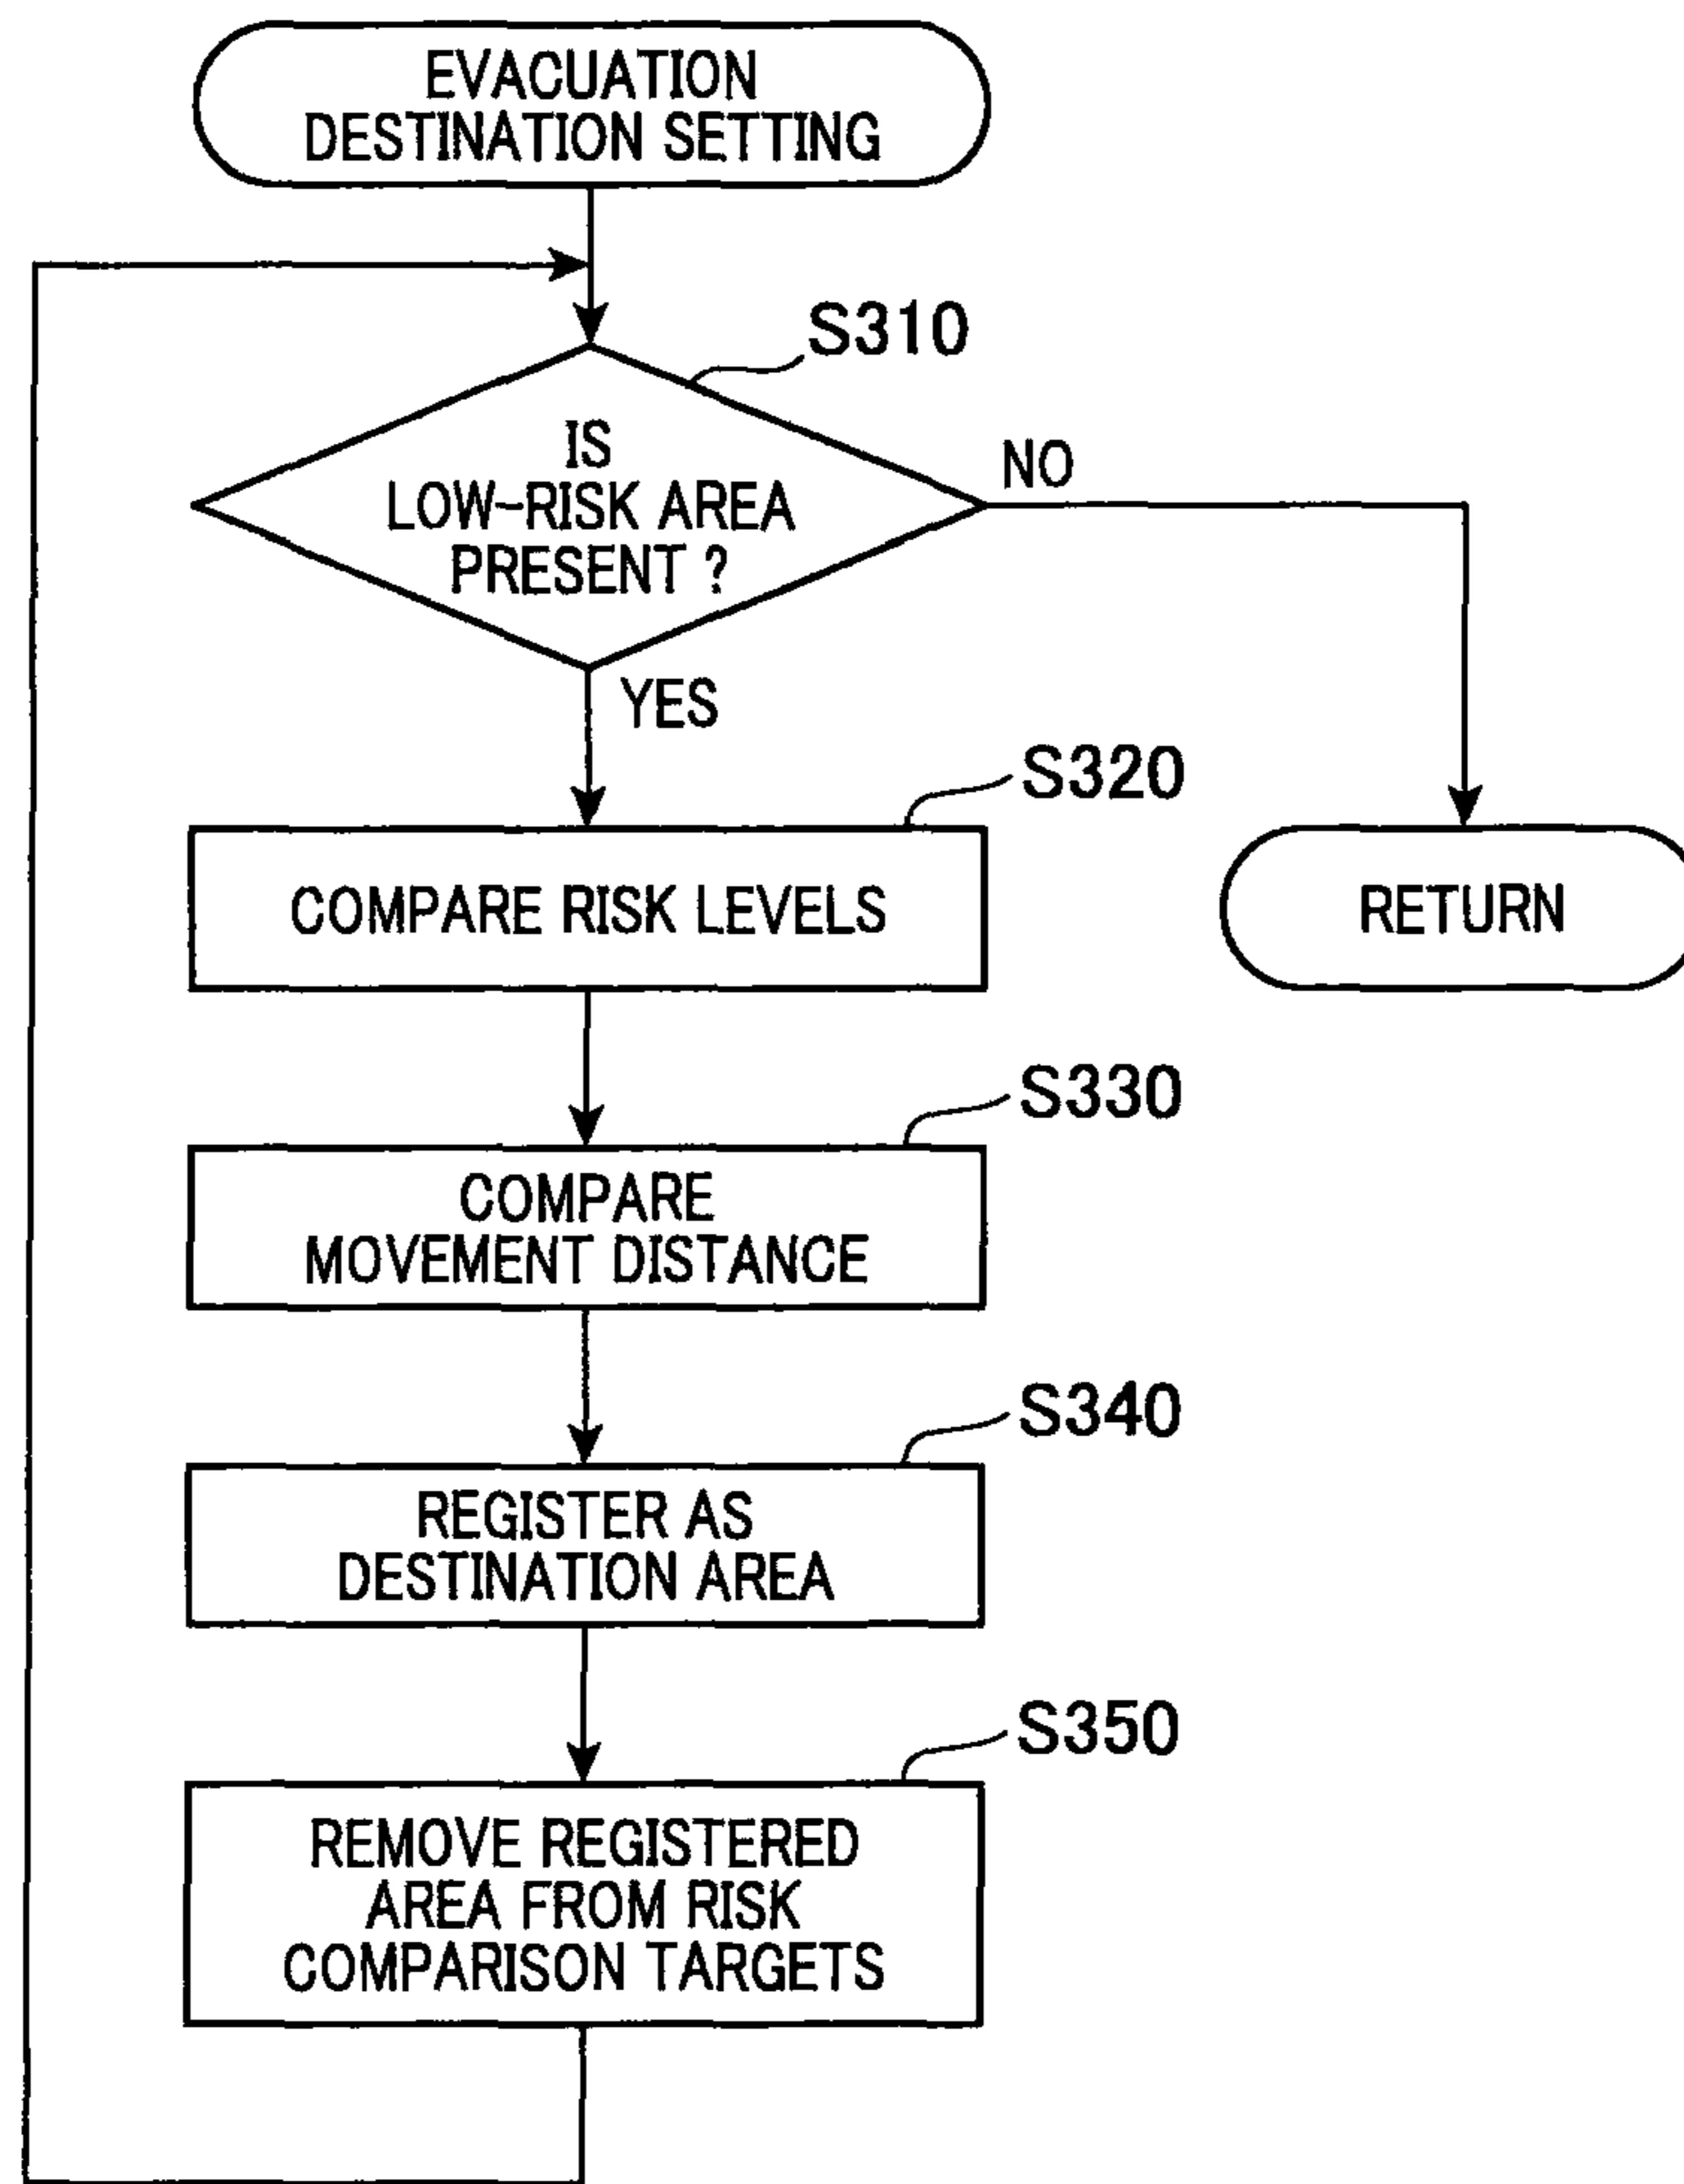 EVACUATION
DESTINATION SETTING
S310
IS
LOW-RISK AREA
PRESENT ?
NO
YES
S320
COMPARE RISK LEVELS
RETURN
S330
COMPARE
MOVEMENT DISTANCE
S340
REGISTER AS
DESTINATION AREA
S350
REMOVE REGISTERED
AREA FROM RISK
COMPARISON TARGETS